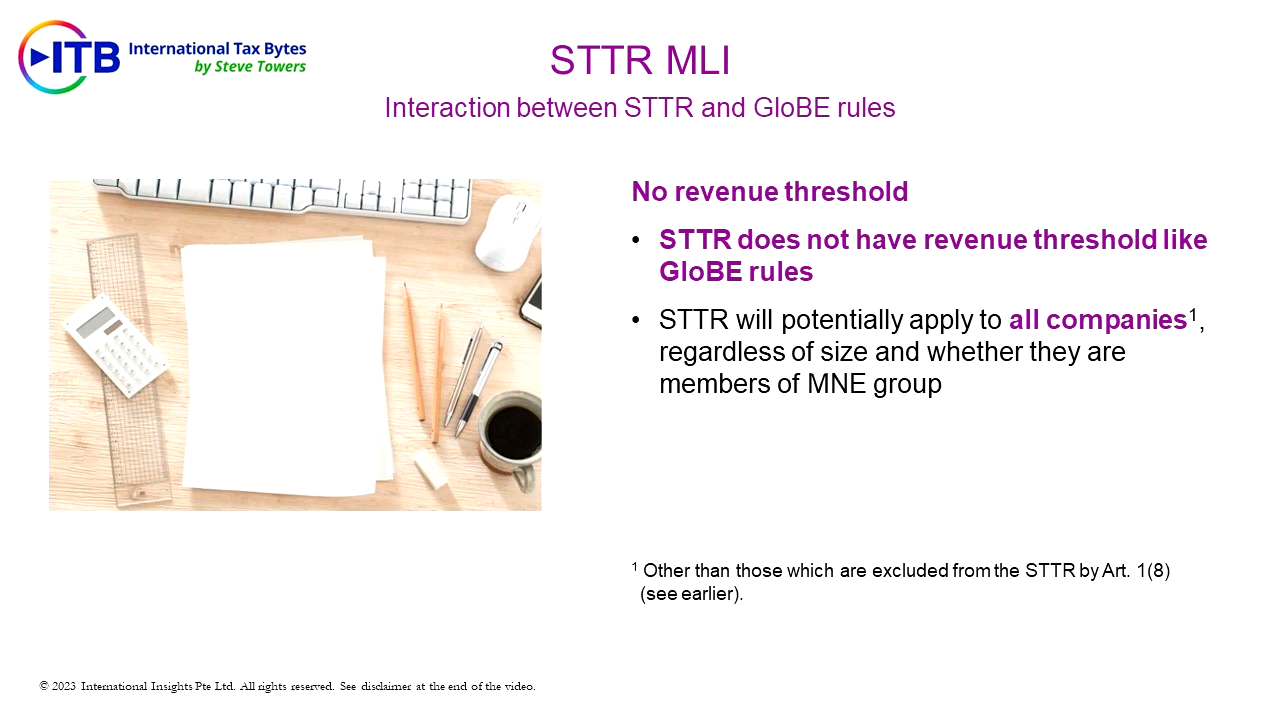 ITB International Tax Bytes
by Steve Towers
STTR MLI
Interaction between STTR and GloBE rules
No revenue threshold
• STTR does not have revenue threshold like
GloBE rules
• STTR will potentially apply to all companies¹,
regardless of size and whether they are
members of MNE group
¹ Other than those which are excluded from the STTR by Art. 1(8)
(see earlier).
© 2023 International Insights Pte Ltd. All rights reserved. See disclaimer at the end of the video.